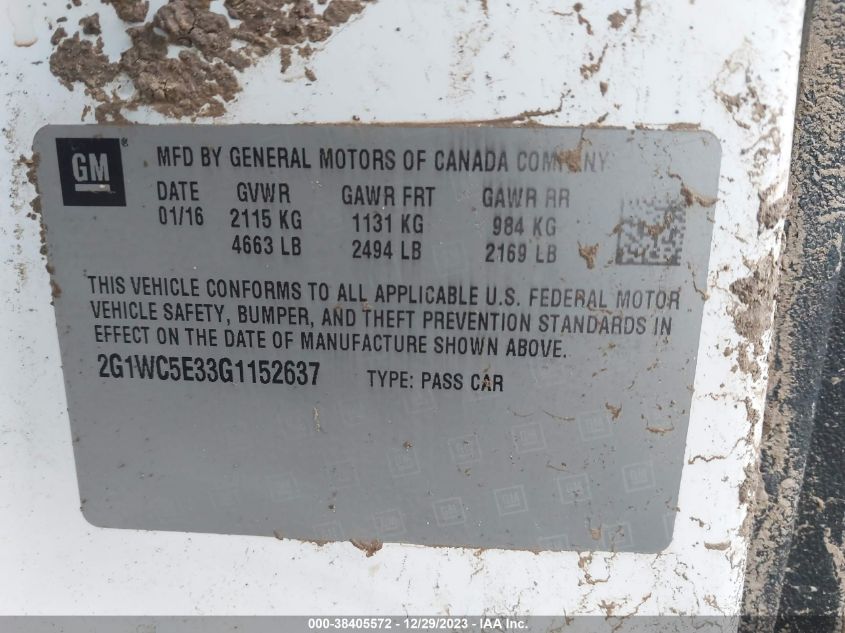 GM ®
MFD BY GENERAL MOTORS OF CANADA COMPANY
DATE GVWR GAWR FRT GAWR RR
01/16 2115 KG 1131 KG 984 KG
4663 LB 2494 LB 2169 LB
THIS VEHICLE CONFORMS TO ALL APPLICABLE U.S. FEDERAL MOTOR
VEHICLE SAFETY, BUMPER, AND THEFT PREVENTION STANDARDS IN
EFFECT ON THE DATE OF MANUFACTURE SHOWN ABOVE.
2G1WC5E33G1152637 TYPE: PASS CAR
000-38405572 - 12/29/2023 - IAA Inc.